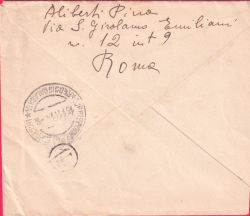 Aliberti Pina
Via S. Girolamo Emiliani
n. 12 int 9
Roma